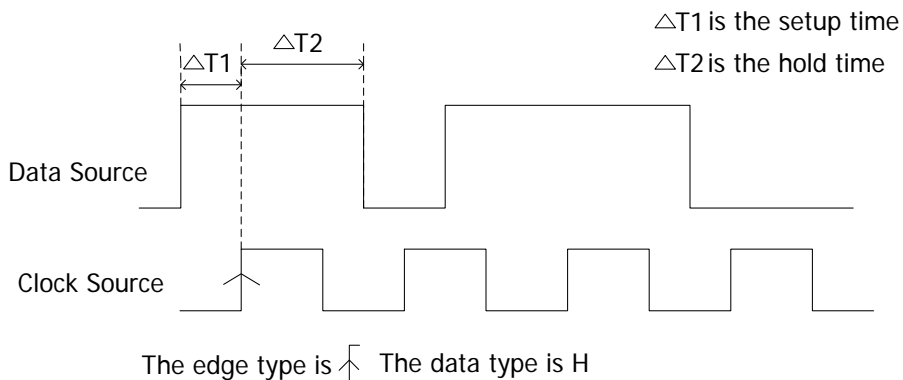 △T1 is the setup time
△T2
△T1
△T2 is the hold time
Data Source
Clock Source
The edge type is The data type is H